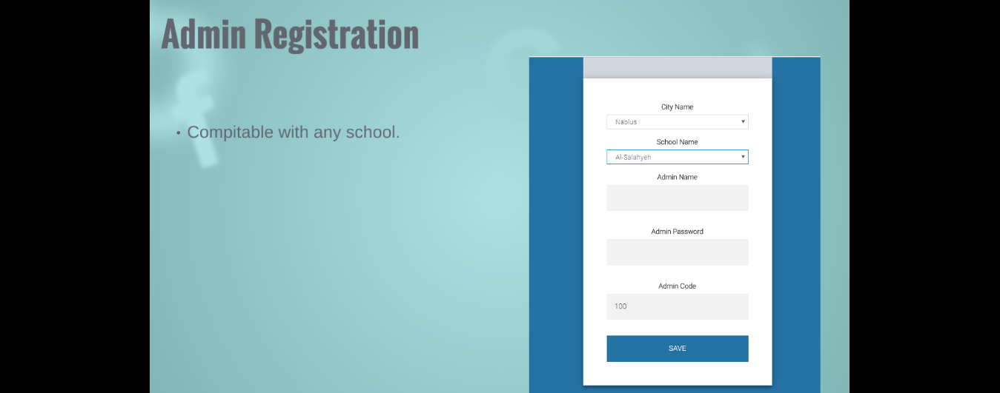 Admin Registration
• Compitable with any school.
City Name
Nablus
School Name
Al-Salahyeh
Admin Name
Admin Password
Admin Code
100
SAVE